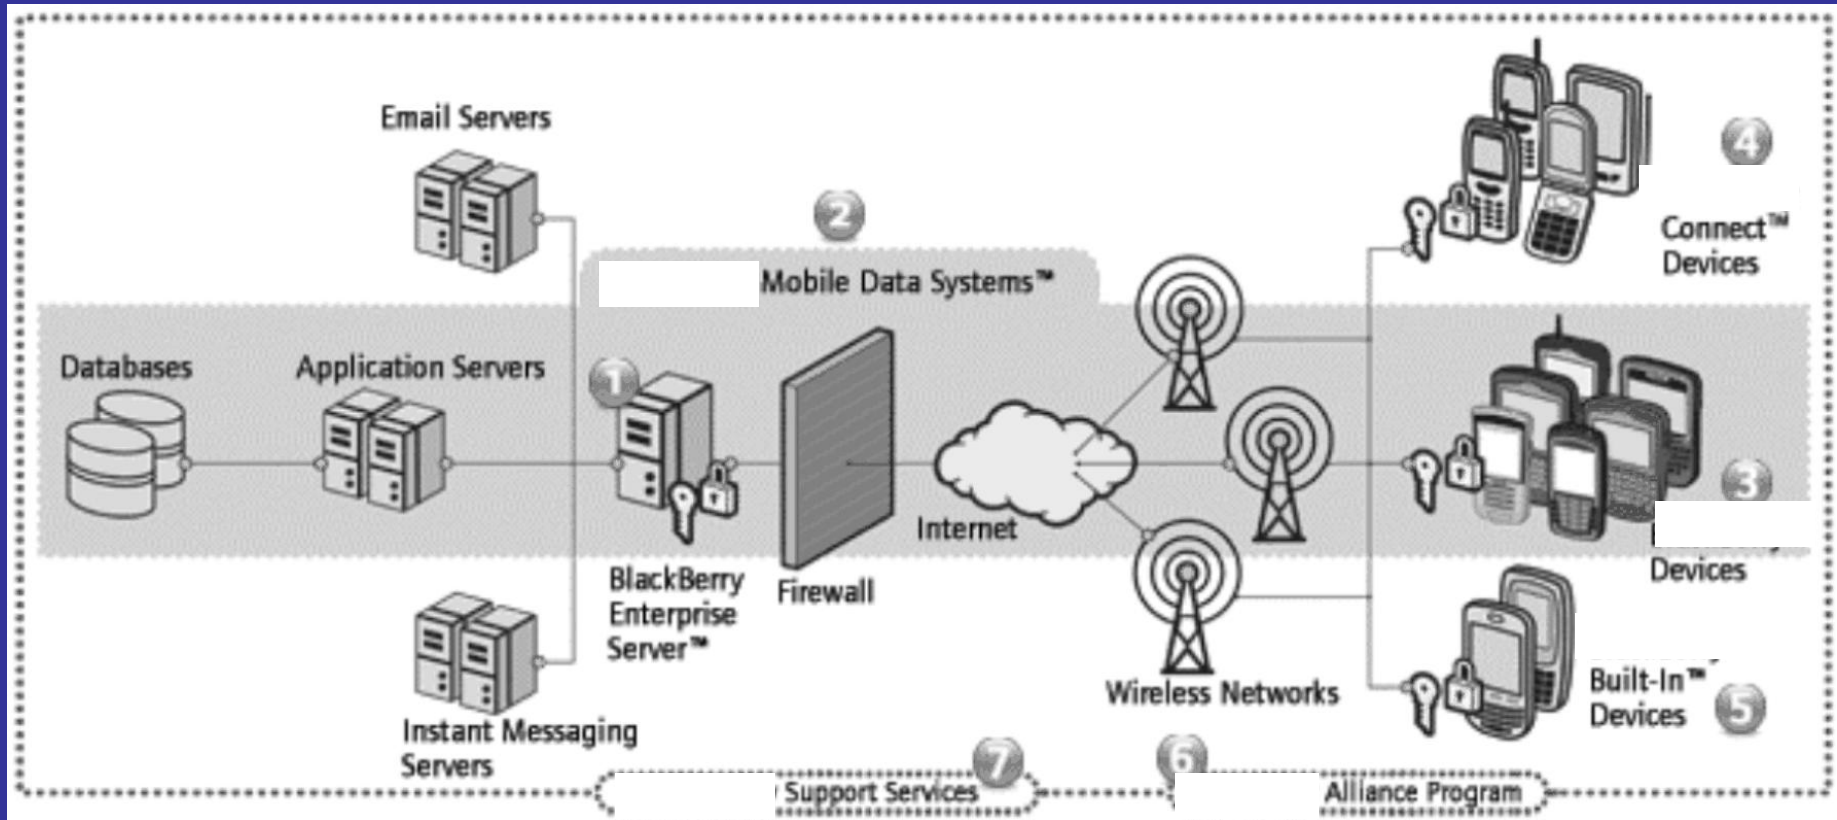 Email Servers
4
2
Connect™
Devices
Mobile Data Systems™
Databases
Application Servers
1
3
Internet
Devices
BlackBerry
Enterprise
Server™
Firewall
Built-In™
Devices
5
Wireless Networks
Instant Messaging
Servers
7
6
Support Services
Alliance Program